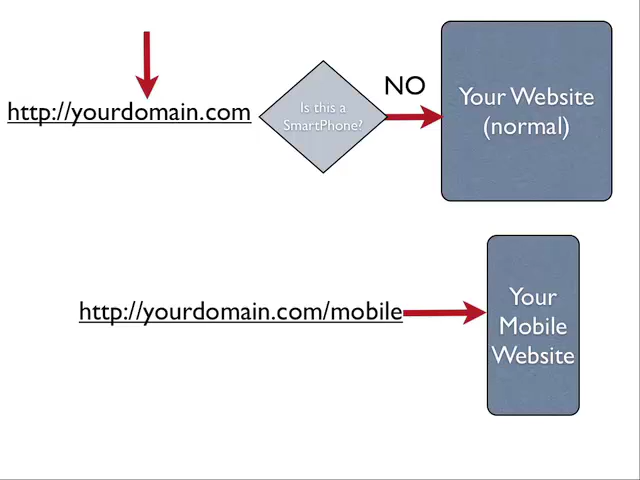 http://yourdomain.com
Is this a
SmartPhone?
NO
Your Website
(normal)
http://yourdomain.com/mobile
Your
Mobile
Website